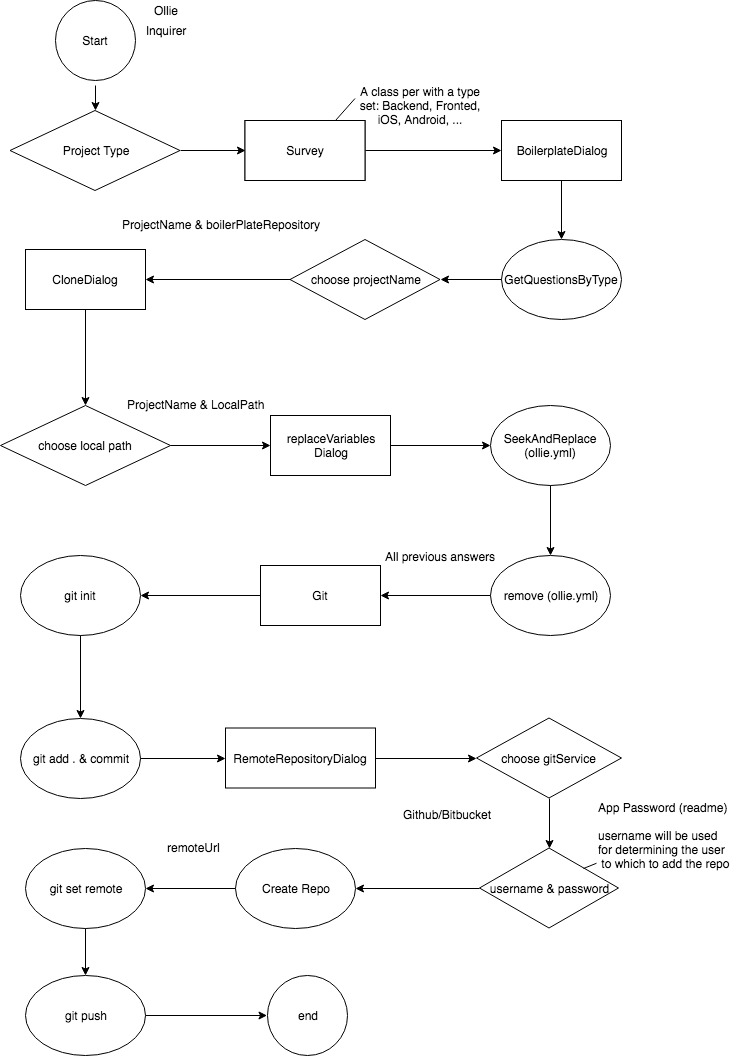 Ollie
Inquirer
Start
A class per with a type
set: Backend, Fronted,
iOS, Android, ...
Project Type
Survey
BoilerplateDialog
ProjectName & boilerPlateRepository
CloneDialog
choose projectName
GetQuestionsByType
ProjectName & LocalPath
choose local path
replaceVariables
Dialog
SeekAndReplace
(ollie.yml)
All previous answers
git init
Git
remove (ollie.yml)
git add . & commit
RemoteRepositoryDialog
choose gitService
Github/Bitbucket
App Password (readme)
username will be used
for determining the user
to which to add the repo
remoteUrl
git set remote
Create Repo
username & password
git push
end